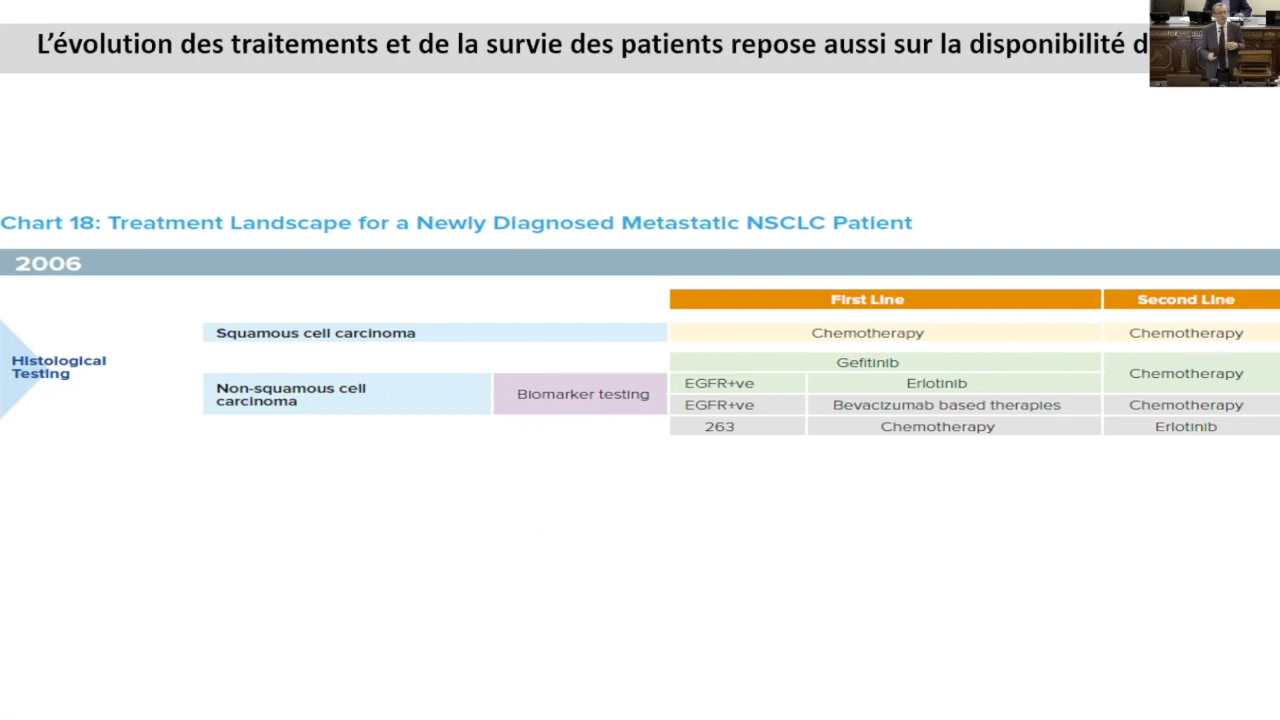 L’évolution des traitements et de la survie des patients repose aussi sur la disponibilité d
Chart 18: Treatment Landscape for a Newly Diagnosed Metastatic NSCLC Patient
2006
First Line
Second Line
Squamous cell carcinoma
Chemotherapy
Chemotherapy
Histological
Testing
Non-squamous cell
carcinoma
Biomarker testing
Gefitinib
Chemotherapy
EGFR+ve
Erlotinib
EGFR+ve
Bevacizumab based therapies
Chemotherapy
263
Chemotherapy
Erlotinib